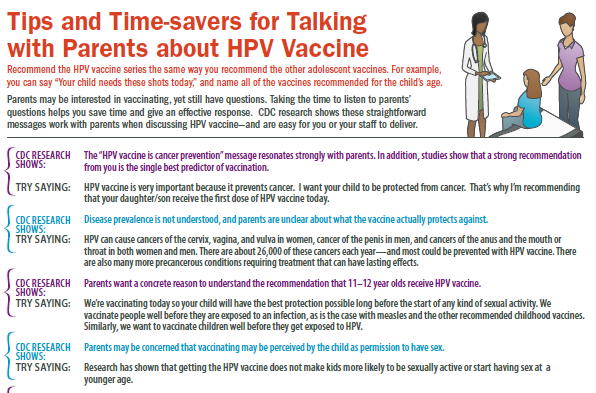 Tips and Time-savers for Talking
with Parents about HPV Vaccine
Recommend the HPV vaccine series the same way you recommend the other adolescent vaccines. For example,
you can say “Your child needs these shots today,” and name all of the vaccines recommended for the child’s age.
Parents may be interested in vaccinating, yet still have questions. Taking the time to listen to parents’
questions helps you save time and give an effective response. CDC research shows these straightforward
messages work with parents when discussing HPV vaccine—and are easy for you or your staff to deliver.
CDC RESEARCH SHOWS:
The “HPV vaccine is cancer prevention” message resonates strongly with parents. In addition, studies show that a strong recommendation
from you is the single best predictor of vaccination.
TRY SAYING:
HPV vaccine is very important because it prevents cancer. I want your child to be protected from cancer. That’s why I’m recommending
that your daughter/son receive the first dose of HPV vaccine today.
CDC RESEARCH SHOWS:
Disease prevalence is not understood, and parents are unclear about what the vaccine actually protects against.
TRY SAYING:
HPV can cause cancers of the cervix, vagina, and vulva in women, cancer of the penis in men, and cancers of the anus and the mouth or
throat in both women and men. There are about 26,000 of these cancers each year—and most could be prevented with HPV vaccine. There
are also many more precancerous conditions requiring treatment that can have lasting effects.
CDC RESEARCH SHOWS:
Parents want a concrete reason to understand the recommendation that 11–12 year olds receive HPV vaccine.
TRY SAYING:
We’re vaccinating today so your child will have the best protection possible long before the start of any kind of sexual activity. We
vaccinate people well before they are exposed to an infection, as is the case with measles and the other recommended childhood vaccines.
Similarly, we want to vaccinate children well before they get exposed to HPV.
CDC RESEARCH SHOWS:
Parents may be concerned that vaccinating may be perceived by the child as permission to have sex.
TRY SAYING:
Research has shown that getting the HPV vaccine does not make kids more likely to be sexually active or start having sex at a
younger age.